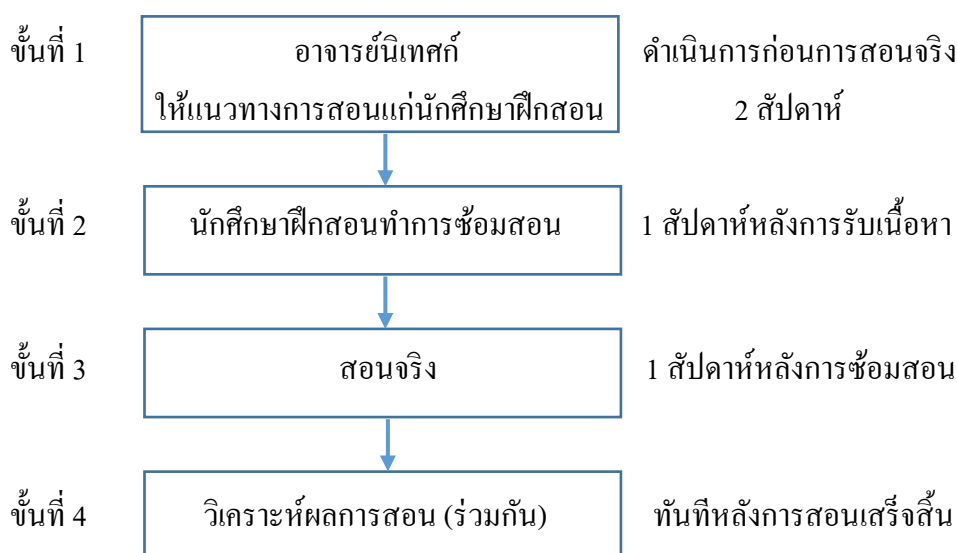 ขั้นที่ 1 อาจารย์นิเทศก์ ดำเนินการก่อนการสอนจริง
ให้แนวทางการสอนแก่นักศึกษาฝึกสอน 2 สัปดาห์
ขั้นที่ 2 นักศึกษาฝึกสอนทำการซ้อมสอน 1 สัปดาห์หลังการรับเนื้อหา
ขั้นที่ 3 สอนจริง 1 สัปดาห์หลังการซ้อมสอน
ขั้นที่ 4 วิเคราะห์ผลการสอน (ร่วมกัน) ทันทีหลังการสอนเสร็จสิ้น